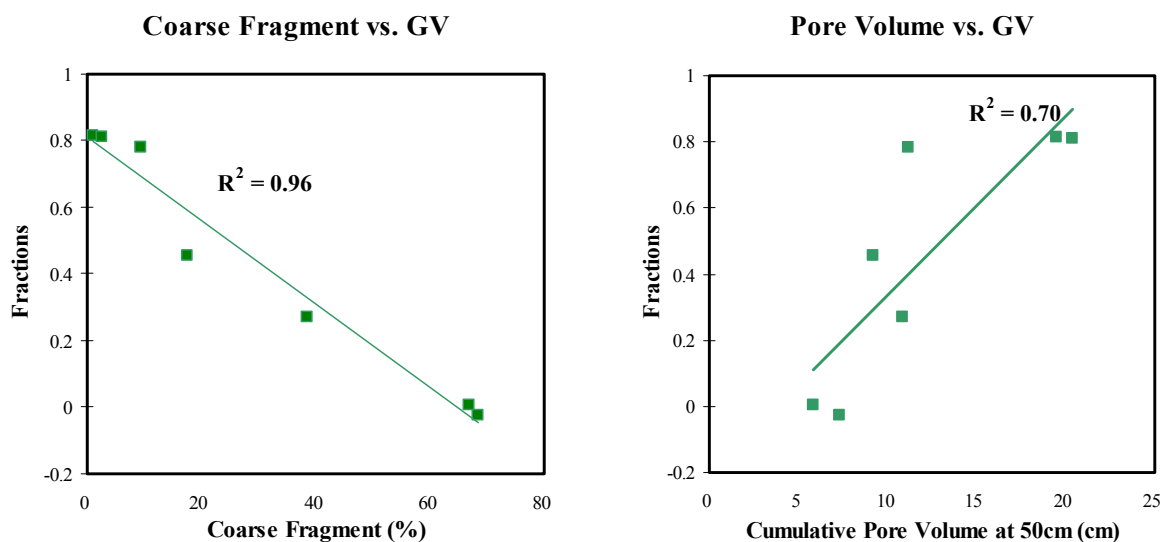 Coarse Fragment vs. GV
1
0.8
0.6
0.4
0.2
0
-0.2
Fractions
R² = 0.96
0 20 40 60 80
Coarse Fragment (%)
Pore Volume vs. GV
1
0.8
0.6
0.4
0.2
0
-0.2
Fractions
R² = 0.70
0 5 10 15 20 25
Cumulative Pore Volume at 50cm (cm)